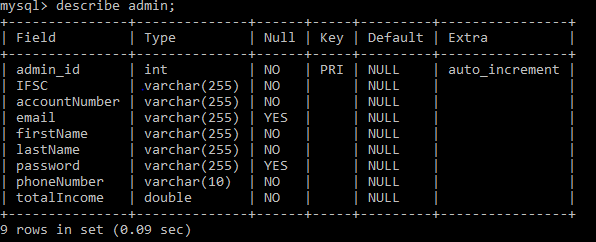 mysql> describe admin;
+---------------+--------------+------+-----+---------+----------------+
| Field         | Type         | Null | Key | Default | Extra          |
+---------------+--------------+------+-----+---------+----------------+
| admin_id      | int          | NO   | PRI | NULL    | auto_increment |
| IFSC          | varchar(255) | NO   |     | NULL    |                |
| accountNumber | varchar(255) | NO   |     | NULL    |                |
| email         | varchar(255) | YES  |     | NULL    |                |
| firstName     | varchar(255) | NO   |     | NULL    |                |
| lastName      | varchar(255) | NO   |     | NULL    |                |
| password      | varchar(255) | YES  |     | NULL    |                |
| phoneNumber   | varchar(10)  | NO   |     | NULL    |                |
| totalIncome   | double       | NO   |     | NULL    |                |
+---------------+--------------+------+-----+---------+----------------+
9 rows in set (0.09 sec)